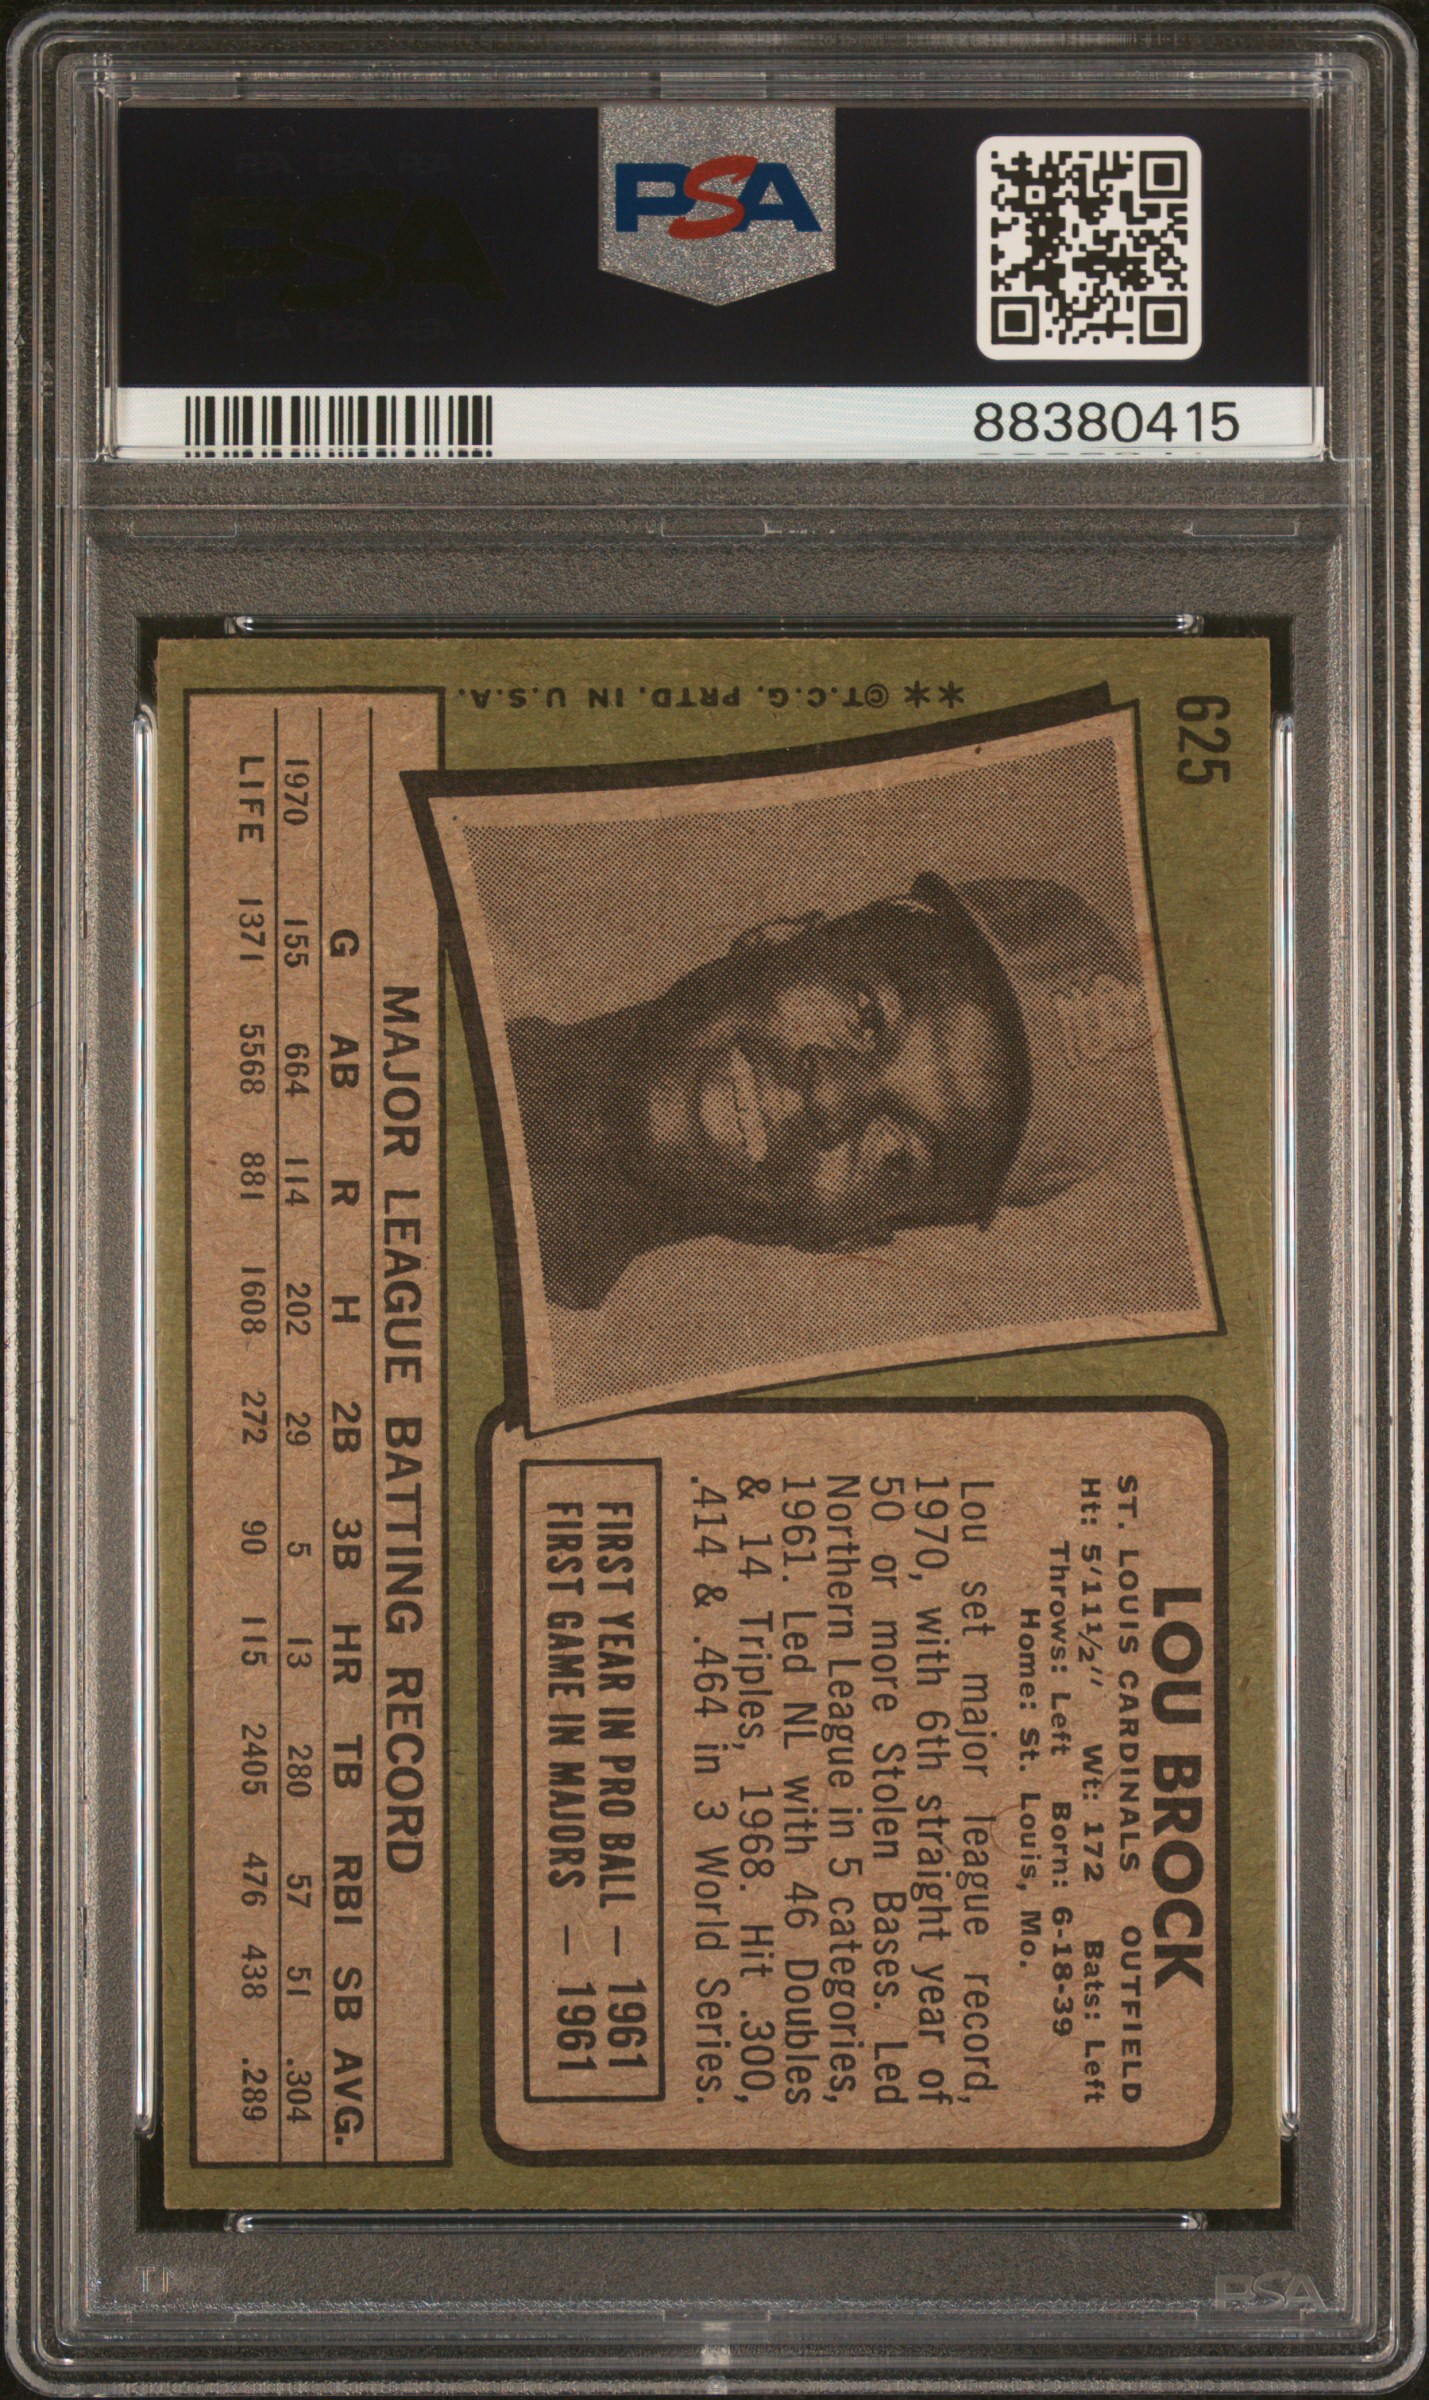 PSA
88380415
625
**©T.C.G. PRTD. IN U.S.A.
LOU BROCK
ST. LOUIS CARDINALS OUTFIELD
Ht: 5'11½" Wt: 172 Bats: Left
Throws: Left Born: 6-18-39
Home: St. Louis, Mo.
Lou set major league record,
1970, with 6th straight year of
50 or more Stolen Bases. Led
Northern League in 5 categories,
1961. Led NL with 46 Doubles
& 14 Triples, 1968. Hit .300,
.414 & .464 in 3 World Series.
FIRST YEAR IN PRO BALL — 1961
FIRST GAME IN MAJORS — 1961
MAJOR LEAGUE BATTING RECORD
G AB R H 2B 3B HR TB RBI SB AVG.
1970 155 664 114 202 29 5 13 280 57 51 .304
LIFE 1371 5568 881 1608 272 90 115 2405 476 438 .289
PSA